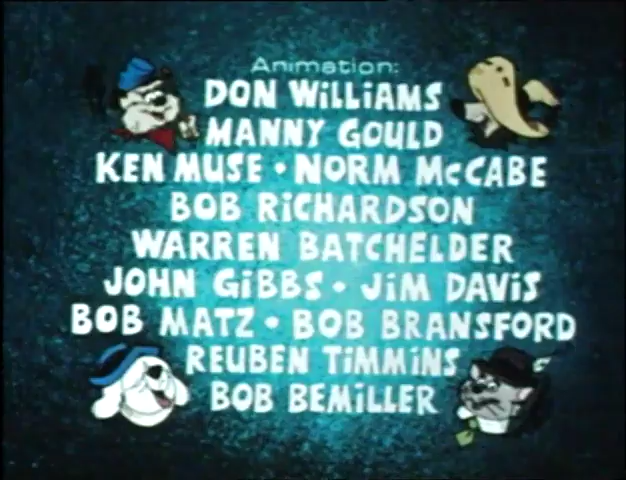 Animation:
DON WiLLiAMS
MANNY GOULD
KEN MUSE • NORM McCABE
BOB RiCHARDSON
WARREN BATCHELDER
JOHN GiBBS • JiM DAViS
BOB MATZ • BOB BRANSFORD
REUBEN TiMMiNS
BOB BEMiLLER